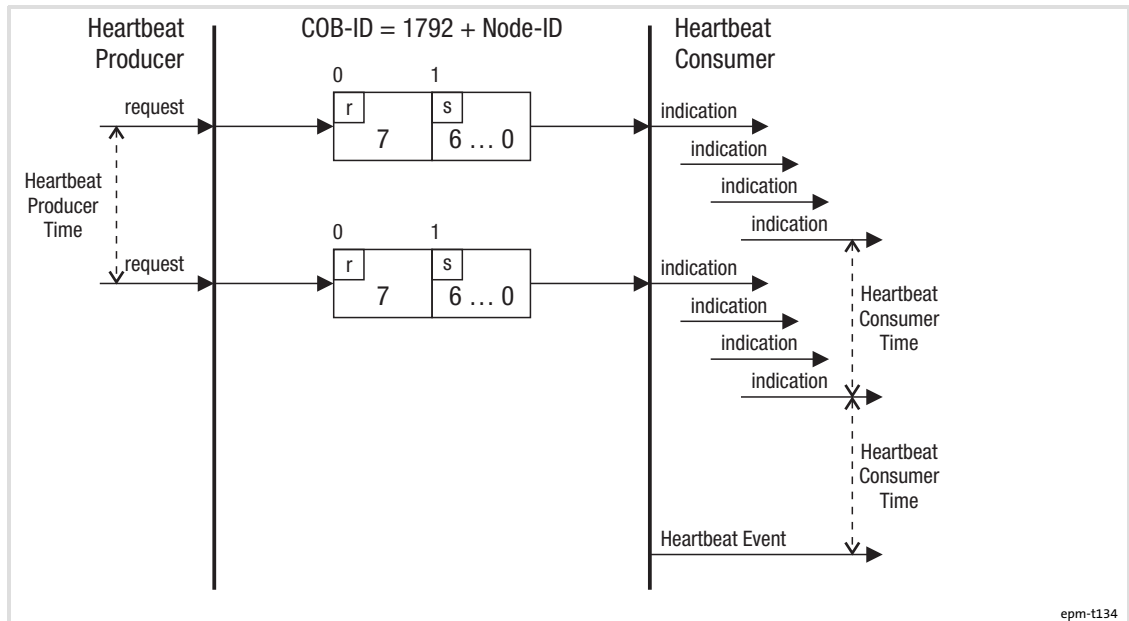 Heartbeat
Producer
COB-ID = 1792 + Node-ID
Heartbeat
Consumer
0 1
request
r
7
s
6 ... 0
indication
indication
indication
indication
Heartbeat
Producer
Time
0 1
request
r
7
s
6 ... 0
indication
indication
indication
indication
Heartbeat
Consumer
Time
Heartbeat
Consumer
Time
Heartbeat Event
epm-t134